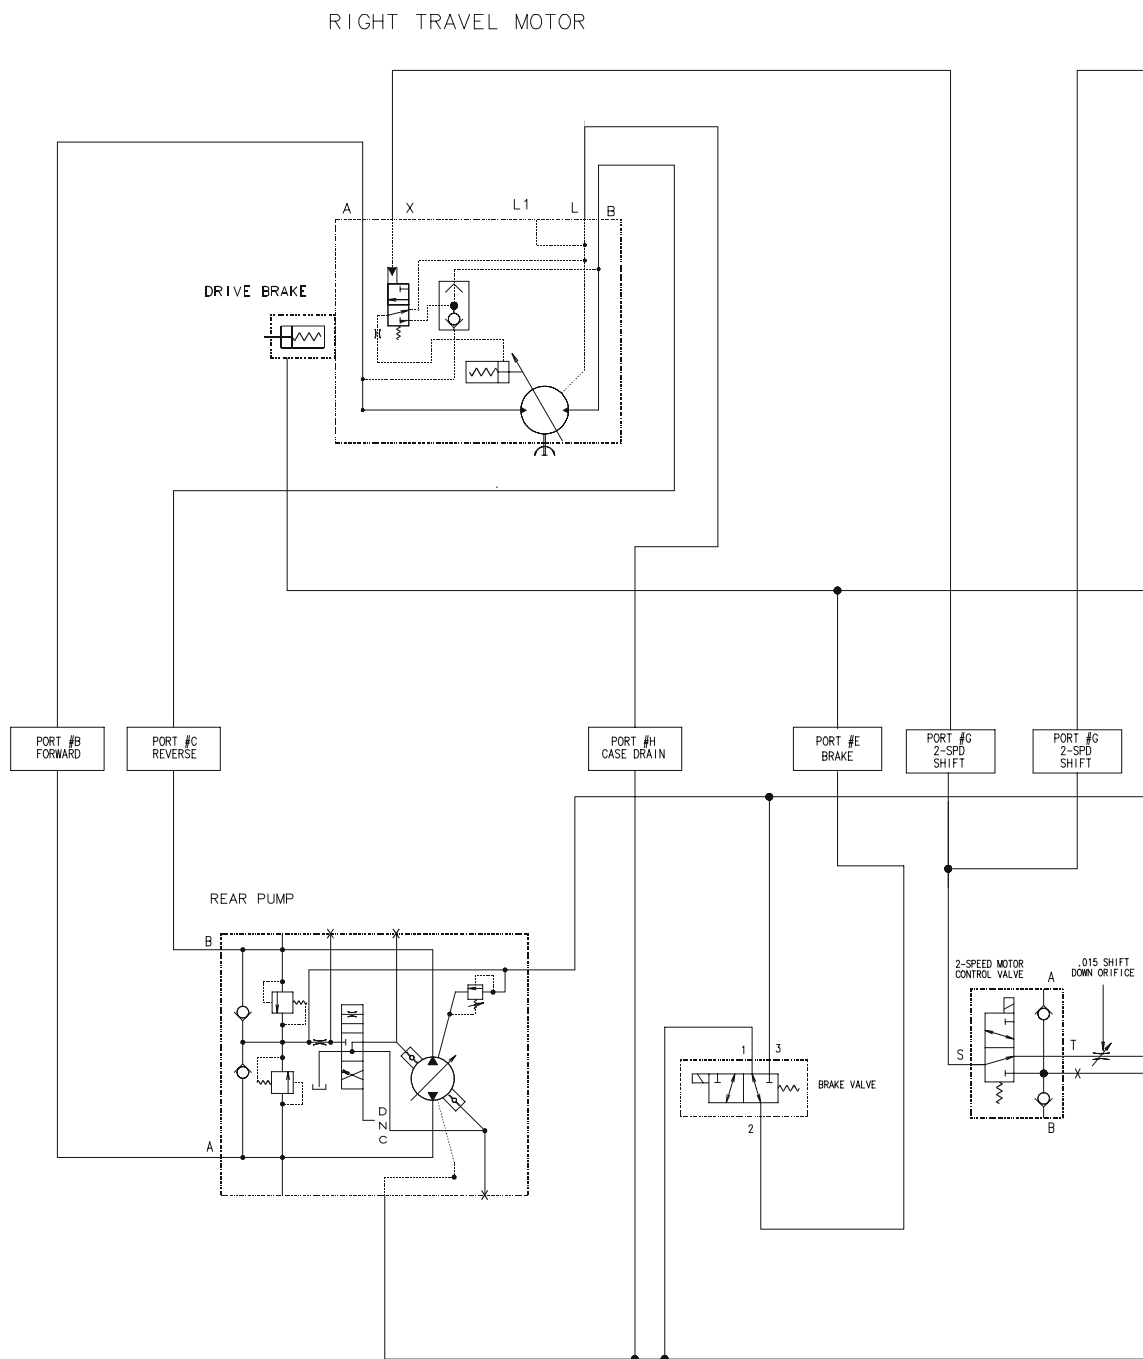 RIGHT TRAVEL MOTOR
A
X
L1
L
B
DRIVE BRAKE
PORT #B
FORWARD
PORT #C
REVERSE
PORT #H
CASE DRAIN
PORT #E
BRAKE
PORT #G
2-SPD
SHIFT
PORT #G
2-SPD
SHIFT
REAR PUMP
B
A
D
N
C
1
3
2
BRAKE VALVE
2-SPEED MOTOR
CONTROL VALVE
.015 SHIFT
DOWN ORIFICE
A
S
T
X
B